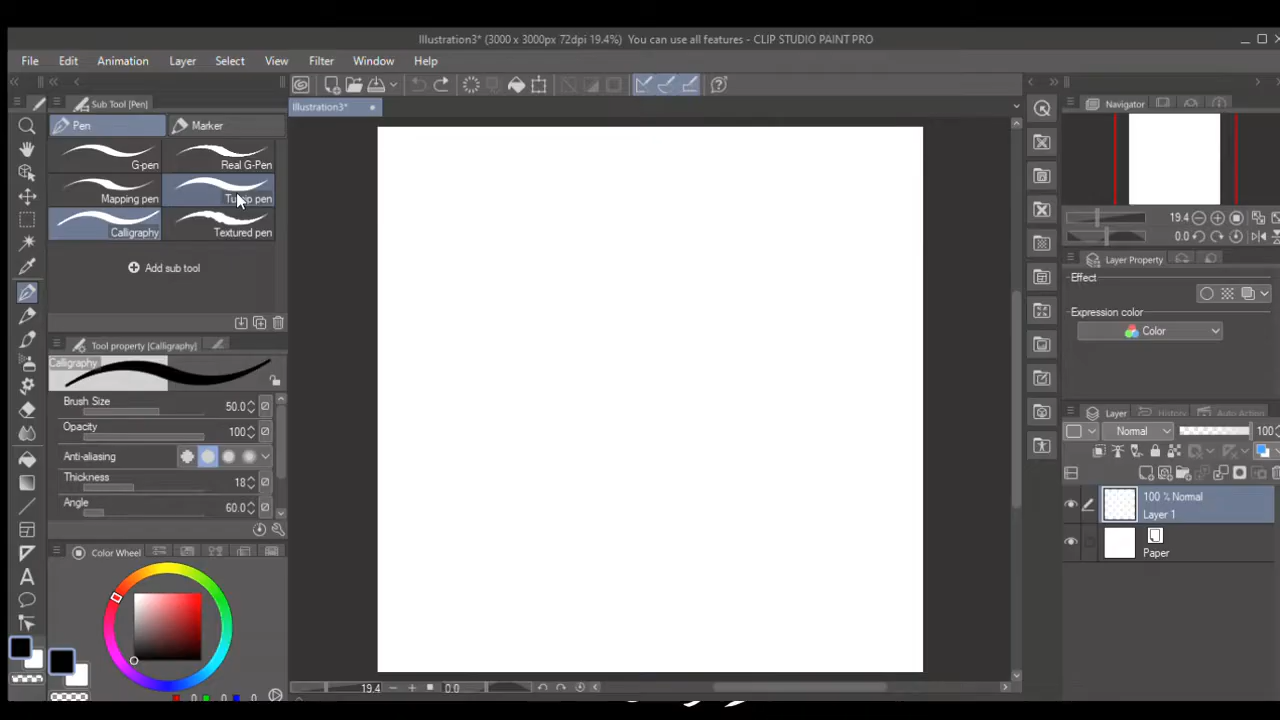 Illustration3* (3000 x 3000px 72dpi 19.4%)   You can use all features - CLIP STUDIO PAINT PRO
File Edit Animation Layer Select View Filter Window Help
Illustration3*
Sub Tool [Pen]
Pen Marker
G-pen Real G-Pen
Mapping pen
Calligraphy Textured pen
Add sub tool
Tool property [Calligraphy]
Calligraphy
Brush Size 50.0
Opacity 100
Anti-aliasing
Thickness 18
Angle 60.0
Color Wheel
19.4 0.0
Navigator
19.4
0.0
Layer Property
Effect
Expression color
Color
Layer History Auto Action
Normal 100
100 % Normal
Layer 1
Paper